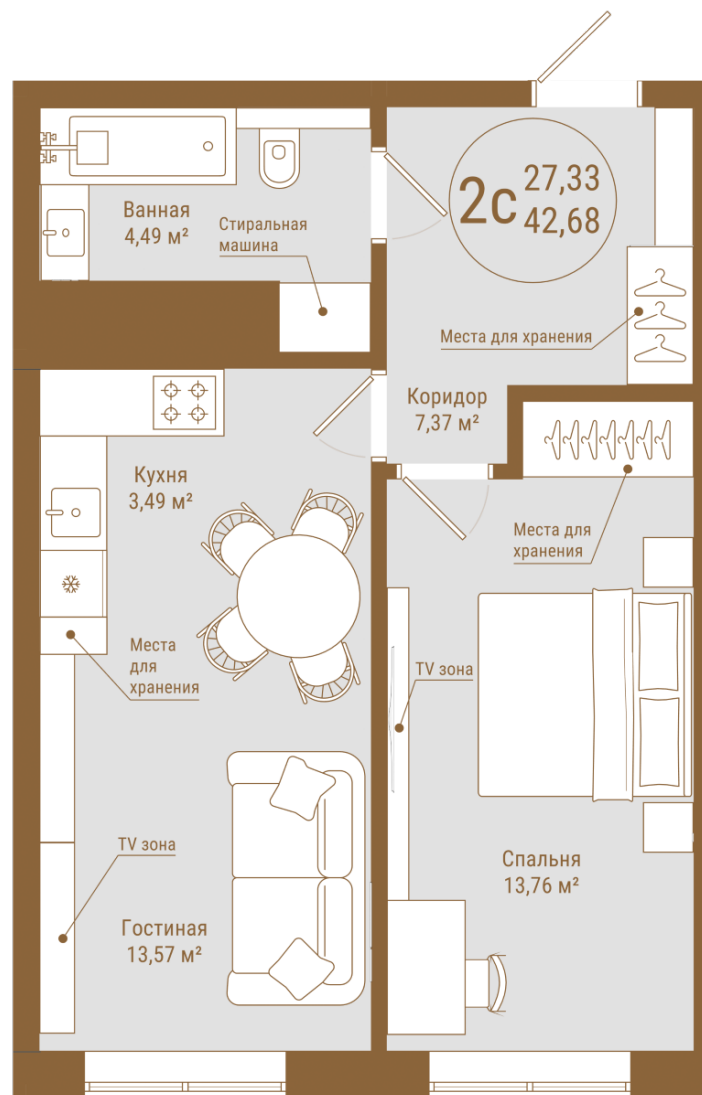 2с
27,33
42,68
Ванная
4,49 м²
Стиральная
машина
Места для хранения
Коридор
7,37 м²
Кухня
3,49 м²
Места для
хранения
Места
для
хранения
TV зона
TV зона
Спальня
13,76 м²
Гостиная
13,57 м²